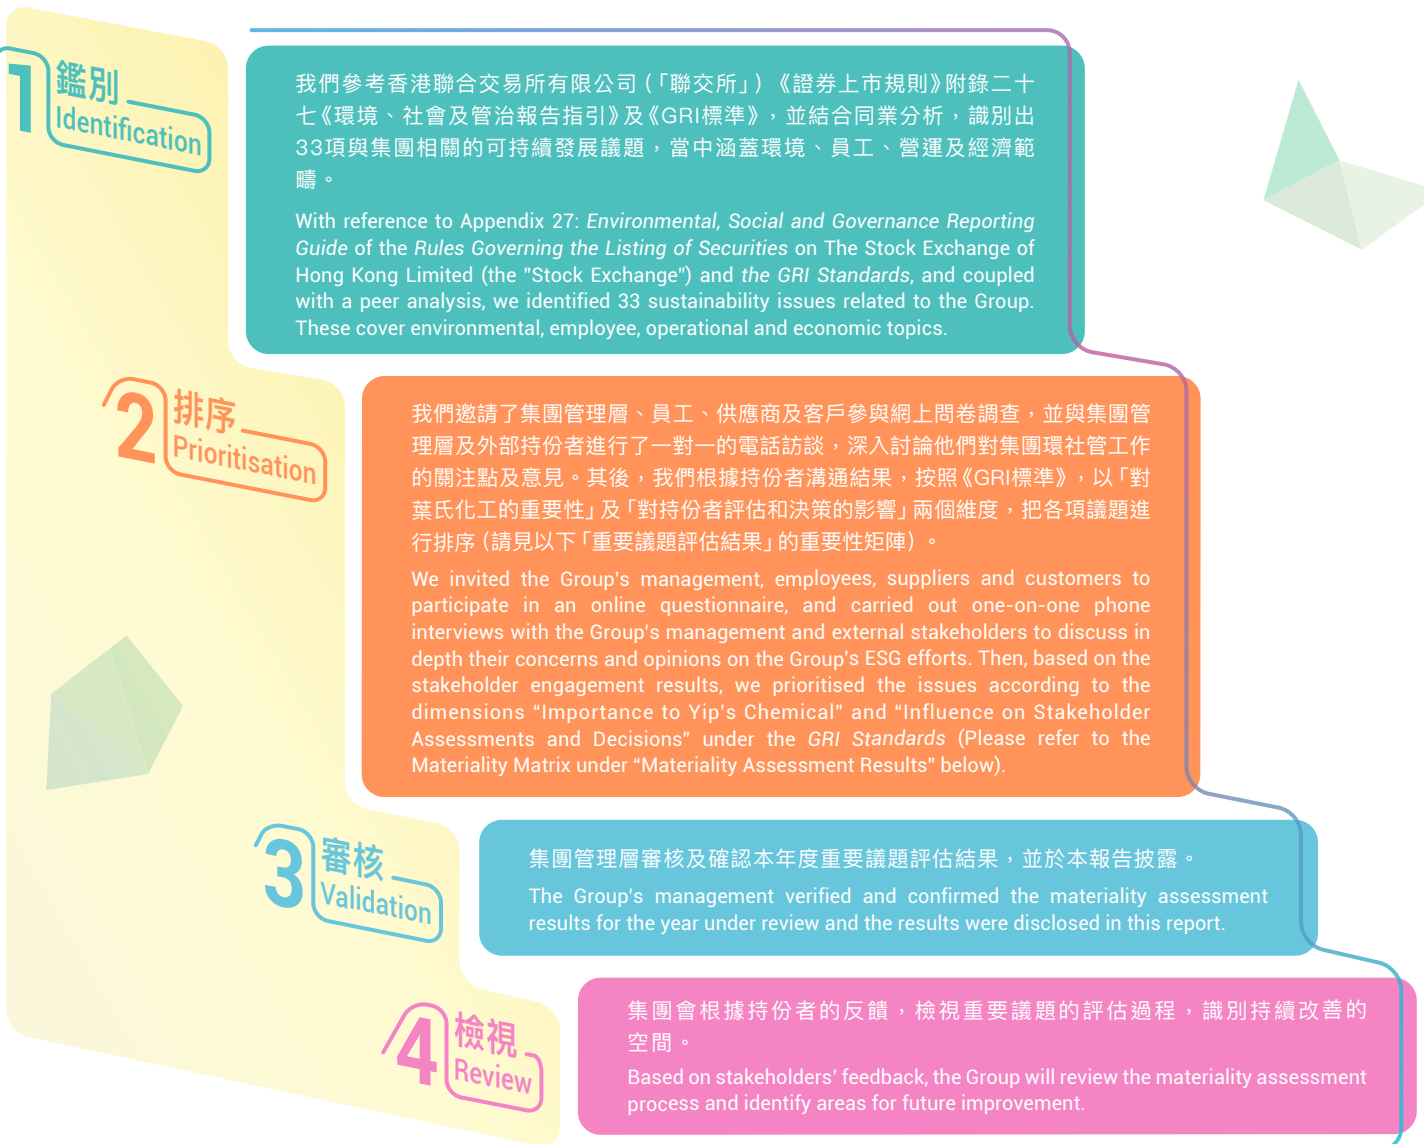 1
鑑別
Identification
我們參考香港聯合交易所有限公司（「聯交所」）《證券上市規則》附錄二十
七《環境、社會及管治報告指引》及《GRI標準》，並結合同業分析，識別出
33項與集團相關的可持續發展議題，當中涵蓋環境、員工、營運及經濟範
疇。
With reference to Appendix 27: Environmental, Social and Governance Reporting
Guide of the Rules Governing the Listing of Securities on The Stock Exchange of
Hong Kong Limited (the "Stock Exchange") and the GRI Standards, and coupled
with a peer analysis, we identified 33 sustainability issues related to the Group.
These cover environmental, employee, operational and economic topics.
2
排序
Prioritisation
我們邀請了集團管理層、員工、供應商及客戶參與網上問卷調查，並與集團管
理層及外部持份者進行了一對一的電話訪談，深入討論他們對集團環社管工作
的關注點及意見。其後，我們根據持份者溝通結果，按照《GRI標準》，以「對
葉氏化工的重要性」及「對持份者評估和決策的影響」兩個維度，把各項議題進
行排序（請見以下「重要議題評估結果」的重要性矩陣）。
We invited the Group's management, employees, suppliers and customers to
participate in an online questionnaire, and carried out one-on-one phone
interviews with the Group's management and external stakeholders to discuss in
depth their concerns and opinions on the Group's ESG efforts. Then, based on the
stakeholder engagement results, we prioritised the issues according to the
dimensions “Importance to Yip's Chemical” and “Influence on Stakeholder
Assessments and Decisions” under the GRI Standards (Please refer to the
Materiality Matrix under “Materiality Assessment Results” below).
3
審核
Validation
集團管理層審核及確認本年度重要議題評估結果，並於本報告披露。
The Group's management verified and confirmed the materiality assessment
results for the year under review and the results were disclosed in this report.
4
檢視
Review
集團會根據持份者的反饋，檢視重要議題的評估過程，識別持續改善的
空間。
Based on stakeholders' feedback, the Group will review the materiality assessment
process and identify areas for future improvement.